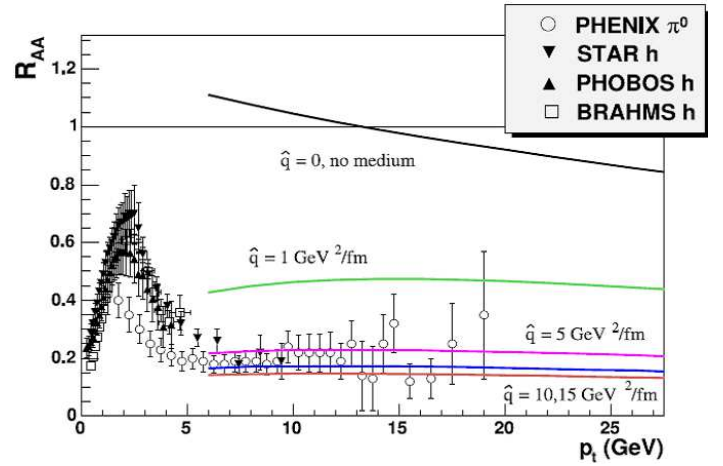 PHENIX π⁰
STAR h
PHOBOS h
BRAHMS h
R_AA
1.2
1
0.8
0.6
0.4
0.2
0
q̂ = 0, no medium
q̂ = 1 GeV ²/fm
q̂ = 5 GeV ²/fm
q̂ = 10,15 GeV ²/fm
0 5 10 15 20 25
p_t (GeV)